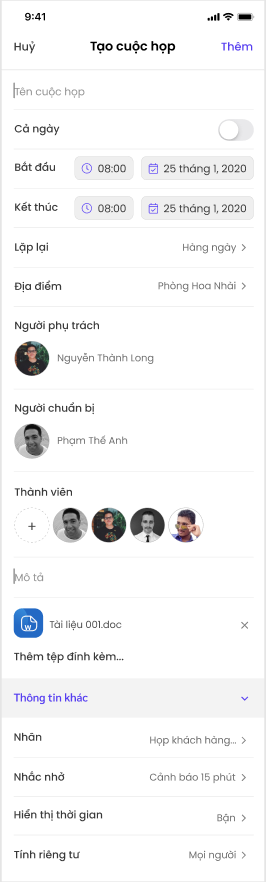 9:41
Huỷ Tạo cuộc họp Thêm
Tên cuộc họp
Cả ngày
Bắt đầu 08:00 25 tháng 1, 2020
Kết thúc 08:00 25 tháng 1, 2020
Lặp lại Hàng ngày >
Địa điểm Phòng Hoa Nhài >
Người phụ trách
Nguyễn Thành Long
Người chuẩn bị
Phạm Thế Anh
Thành viên
+
Mô tả
W Tài liệu 001.doc ×
Thêm tệp đính kèm...
Thông tin khác
Nhãn Họp khách hàng... >
Nhắc nhở Cảnh báo 15 phút >
Hiển thị thời gian Bận >
Tính riêng tư Mọi người >